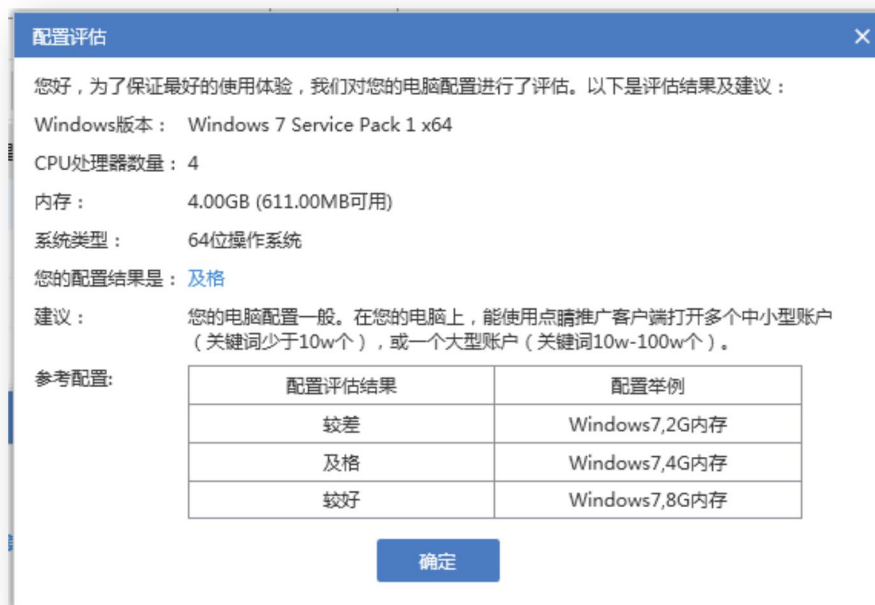 配置评估
您好，为了保证最好的使用体验，我们对您的电脑配置进行了评估。以下是评估结果及建议：
Windows版本： Windows 7 Service Pack 1 x64
CPU处理器数量：4
内存： 4.00GB (611.00MB可用)
系统类型： 64位操作系统
您的配置结果是：及格
建议： 您的电脑配置一般。在您的电脑上，能使用点睛推广客户端打开多个中小型账户
（关键词少于10w个），或一个大型账户（关键词10w-100w个）。
参考配置: 配置评估结果 配置举例
较差 Windows7,2G内存
及格 Windows7,4G内存
较好 Windows7,8G内存
确定